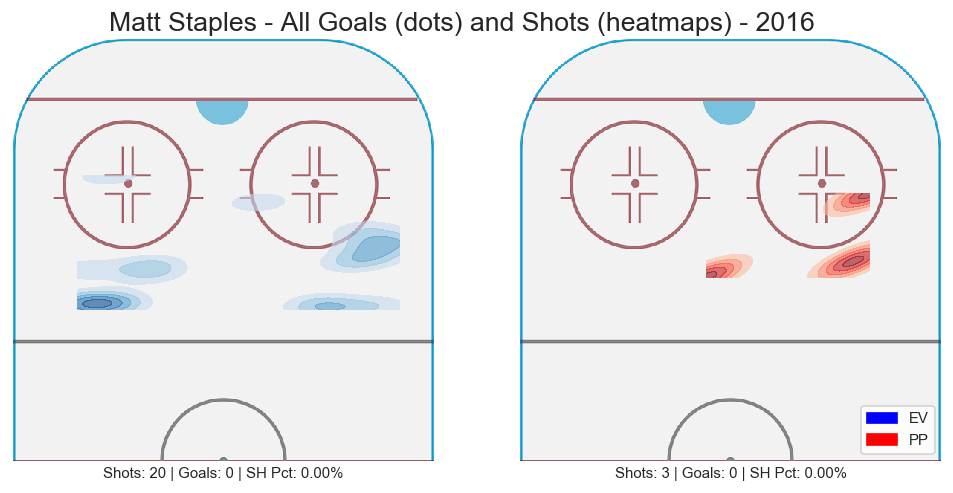 Matt Staples - All Goals (dots) and Shots (heatmaps) - 2016
EV
PP
Shots: 20 | Goals: 0 | SH Pct: 0.00%
Shots: 3 | Goals: 0 | SH Pct: 0.00%